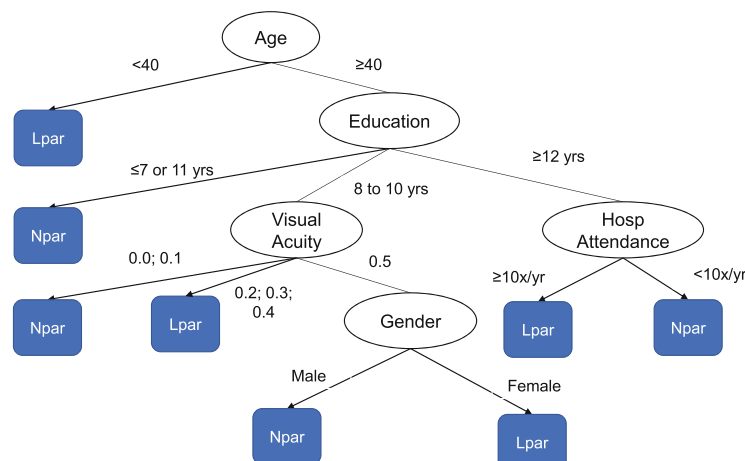 Age
<40
≥40
Lpar
Education
≤7 or 11 yrs
8 to 10 yrs
≥12 yrs
Npar
Visual
Acuity
Hosp
Attendance
0.0; 0.1
0.2; 0.3;
0.4
0.5
≥10x/yr
<10x/yr
Npar
Lpar
Gender
Lpar
Npar
Male
Female
Npar
Lpar